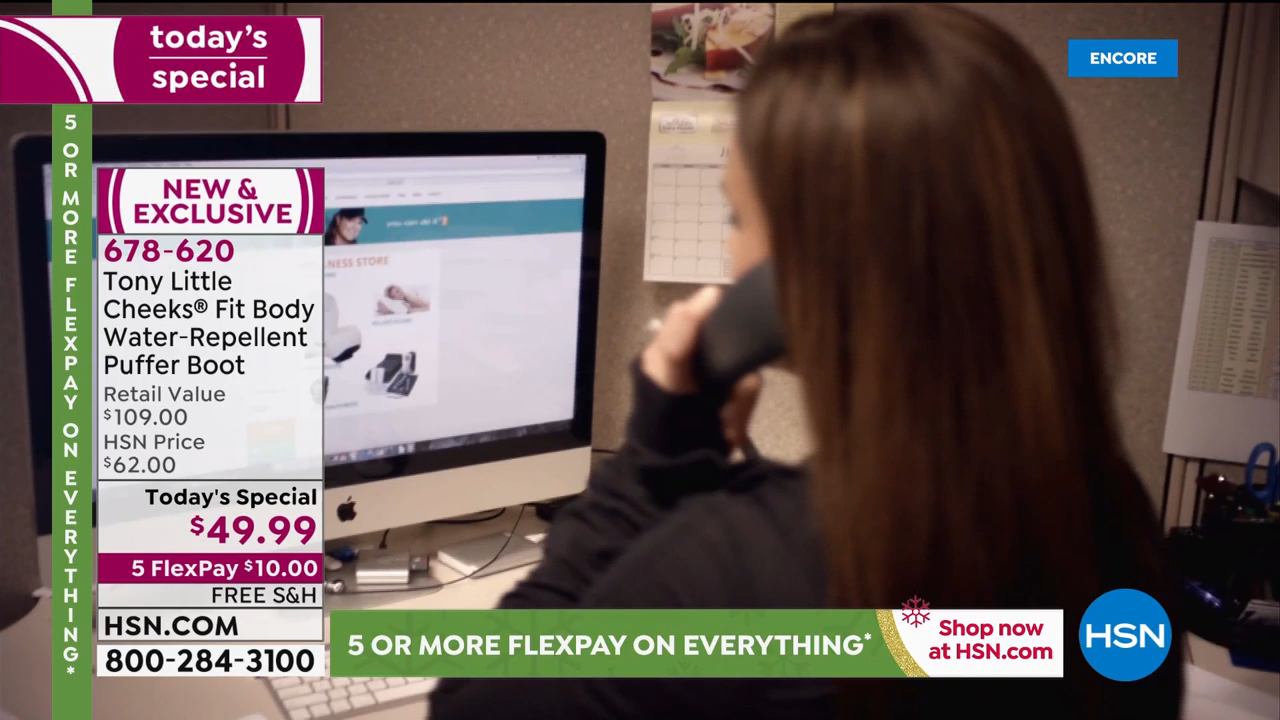 today's
special
ENCORE
5 OR MORE FLEXPAY ON EVERYTHING*
NEW &
EXCLUSIVE
678-620
Tony Little
Cheeks® Fit Body
Water-Repellent
Puffer Boot
Retail Value
$109.00
HSN Price
$62.00
Today's Special
$49.99
5 FlexPay $10.00
FREE S&H
HSN.COM
800-284-3100
you can do it
NESS STORE
5 OR MORE FLEXPAY ON EVERYTHING*
Shop now
at HSN.com
HSN